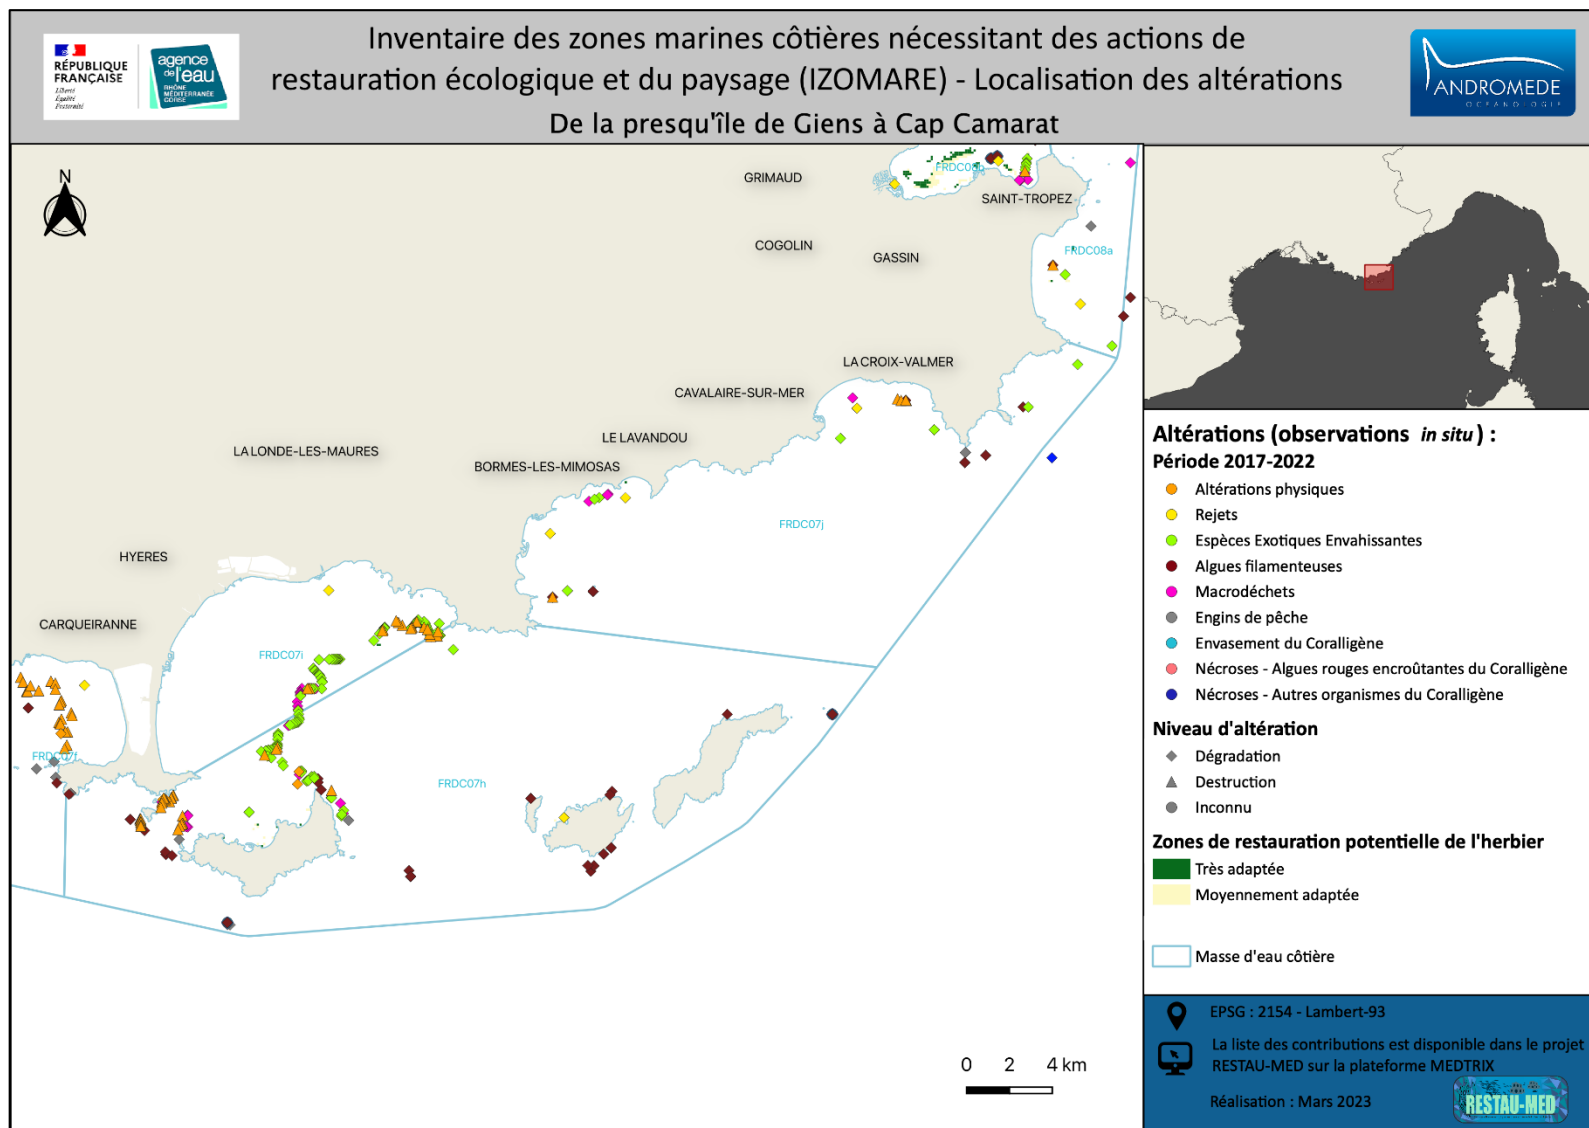 RÉPUBLIQUE
FRANÇAISE
Liberté
Égalité
Fraternité
agence
de l'eau
RHÔNE
MÉDITERRANÉE
CORSE
Inventaire des zones marines côtières nécessitant des actions de
restauration écologique et du paysage (IZOMARE) - Localisation des altérations
De la presqu'île de Giens à Cap Camarat
ANDROMEDE
OCÉANOLOGIE
N
GRIMAUD
SAINT-TROPEZ
COGOLIN
GASSIN
FRDC08a
LA CROIX-VALMER
CAVALAIRE-SUR-MER
LE LAVANDOU
LA LONDE-LES-MAURES
BORMES-LES-MIMOSAS
FRDC07j
HYERES
CARQUEIRANNE
FRDC07i
FRDC07f
FRDC07h
0 2 4 km
Altérations (observations in situ) :
Période 2017-2022
Altérations physiques
Rejets
Espèces Exotiques Envahissantes
Algues filamenteuses
Macrodéchets
Engins de pêche
Envasement du Coralligène
Nécroses - Algues rouges encroûtantes du Coralligène
Nécroses - Autres organismes du Coralligène
Niveau d'altération
Dégradation
Destruction
Inconnu
Zones de restauration potentielle de l'herbier
Très adaptée
Moyennement adaptée
Masse d'eau côtière
EPSG : 2154 - Lambert-93
La liste des contributions est disponible dans le projet
RESTAU-MED sur la plateforme MEDTRIX
Réalisation : Mars 2023
RESTAU-MED